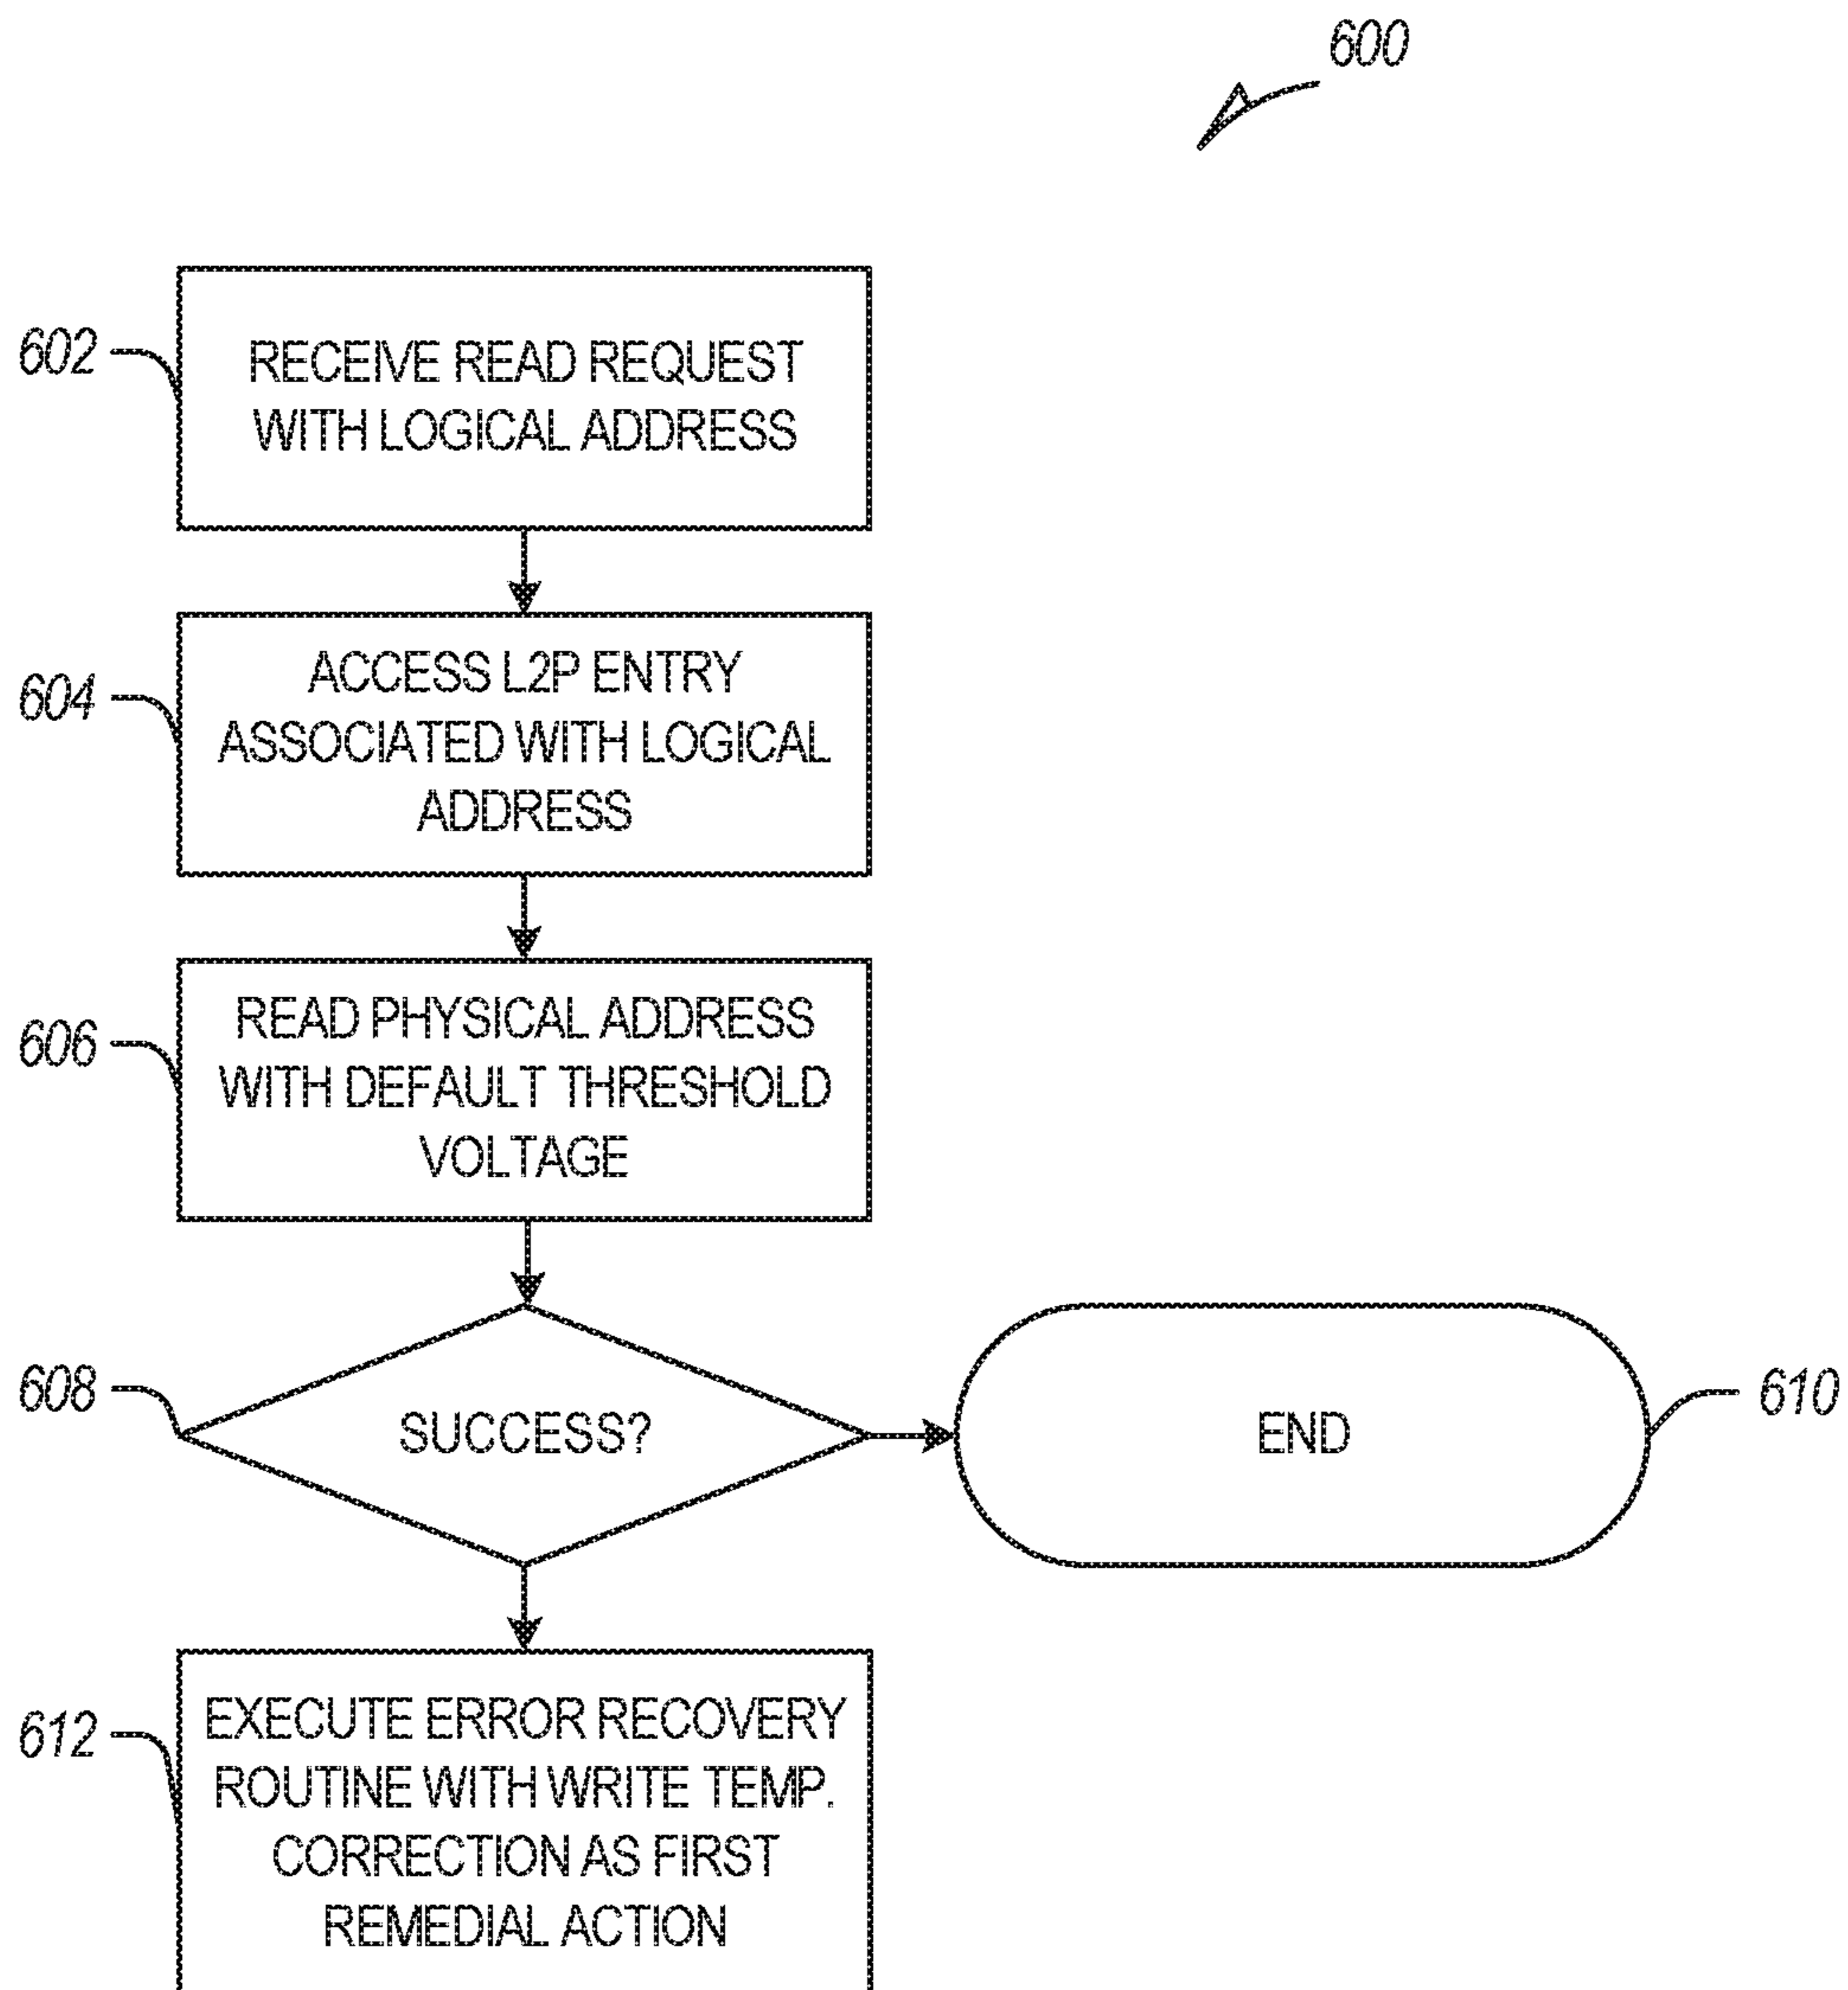 600
602
RECEIVE READ REQUEST
WITH LOGICAL ADDRESS
604
ACCESS L2P ENTRY
ASSOCIATED WITH LOGICAL
ADDRESS
606
READ PHYSICAL ADDRESS
WITH DEFAULT THRESHOLD
VOLTAGE
608
SUCCESS?
END
610
612
EXECUTE ERROR RECOVERY
ROUTINE WITH WRITE TEMP.
CORRECTION AS FIRST
REMEDIAL ACTION